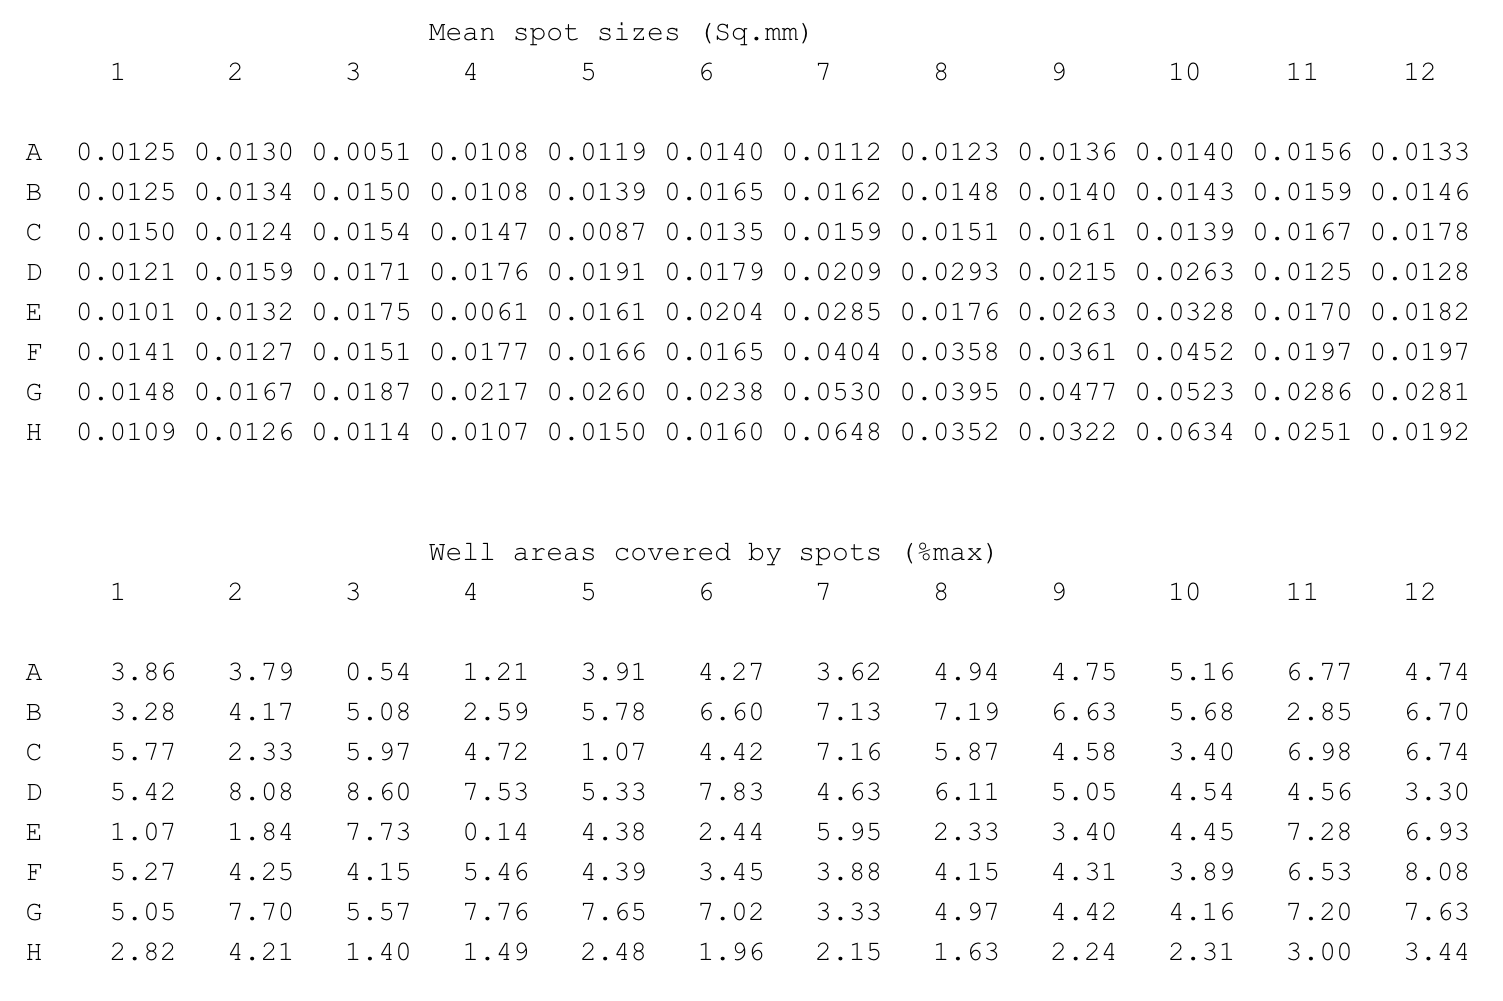 Mean spot sizes (Sq.mm)
1 2 3 4 5 6 7 8 9 10 11 12
A 0.0125 0.0130 0.0051 0.0108 0.0119 0.0140 0.0112 0.0123 0.0136 0.0140 0.0156 0.0133
B 0.0125 0.0134 0.0150 0.0108 0.0139 0.0165 0.0162 0.0148 0.0140 0.0143 0.0159 0.0146
C 0.0150 0.0124 0.0154 0.0147 0.0087 0.0135 0.0159 0.0151 0.0161 0.0139 0.0167 0.0178
D 0.0121 0.0159 0.0171 0.0176 0.0191 0.0179 0.0209 0.0293 0.0215 0.0263 0.0125 0.0128
E 0.0101 0.0132 0.0175 0.0061 0.0161 0.0204 0.0285 0.0176 0.0263 0.0328 0.0170 0.0182
F 0.0141 0.0127 0.0151 0.0177 0.0166 0.0165 0.0404 0.0358 0.0361 0.0452 0.0197 0.0197
G 0.0148 0.0167 0.0187 0.0217 0.0260 0.0238 0.0530 0.0395 0.0477 0.0523 0.0286 0.0281
H 0.0109 0.0126 0.0114 0.0107 0.0150 0.0160 0.0648 0.0352 0.0322 0.0634 0.0251 0.0192
Well areas covered by spots (%max)
1 2 3 4 5 6 7 8 9 10 11 12
A 3.86 3.79 0.54 1.21 3.91 4.27 3.62 4.94 4.75 5.16 6.77 4.74
B 3.28 4.17 5.08 2.59 5.78 6.60 7.13 7.19 6.63 5.68 2.85 6.70
C 5.77 2.33 5.97 4.72 1.07 4.42 7.16 5.87 4.58 3.40 6.98 6.74
D 5.42 8.08 8.60 7.53 5.33 7.83 4.63 6.11 5.05 4.54 4.56 3.30
E 1.07 1.84 7.73 0.14 4.38 2.44 5.95 2.33 3.40 4.45 7.28 6.93
F 5.27 4.25 4.15 5.46 4.39 3.45 3.88 4.15 4.31 3.89 6.53 8.08
G 5.05 7.70 5.57 7.76 7.65 7.02 3.33 4.97 4.42 4.16 7.20 7.63
H 2.82 4.21 1.40 1.49 2.48 1.96 2.15 1.63 2.24 2.31 3.00 3.44